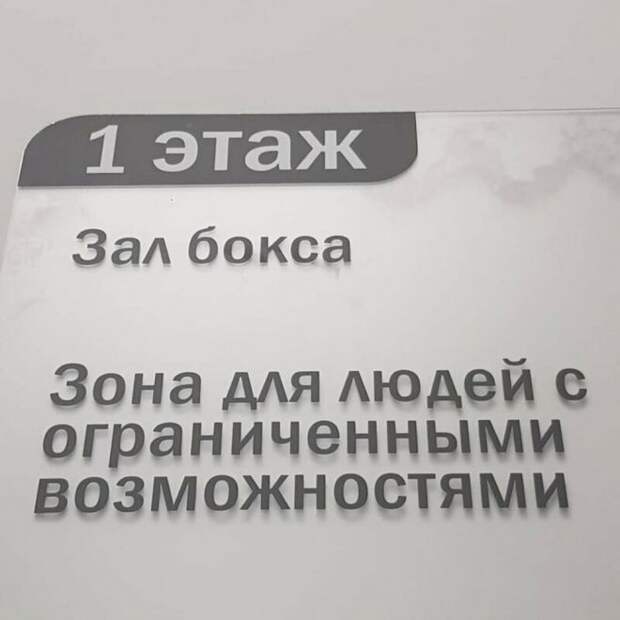 1 этаж
Зал бокса
Зона для людей с
ограниченными
возможностями